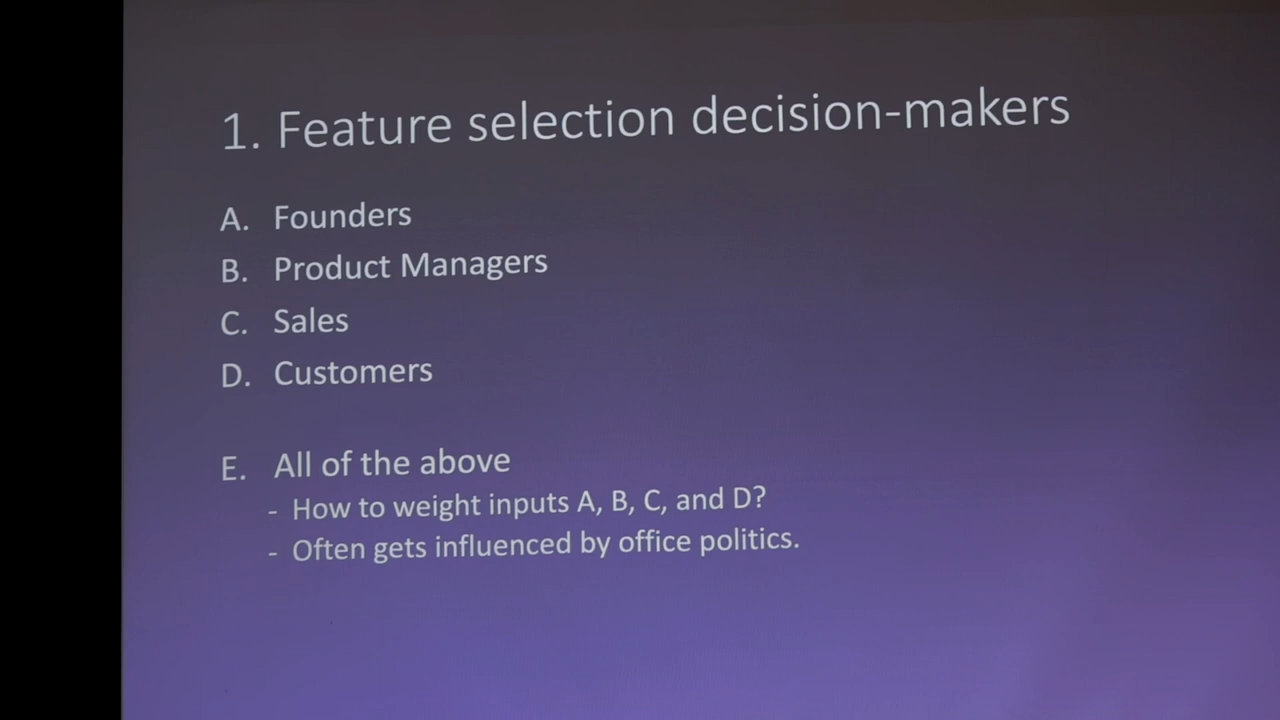 1. Feature selection decision-makers
A. Founders
B. Product Managers
C. Sales
D. Customers
E. All of the above
- How to weight inputs A, B, C, and D?
- Often gets influenced by office politics.